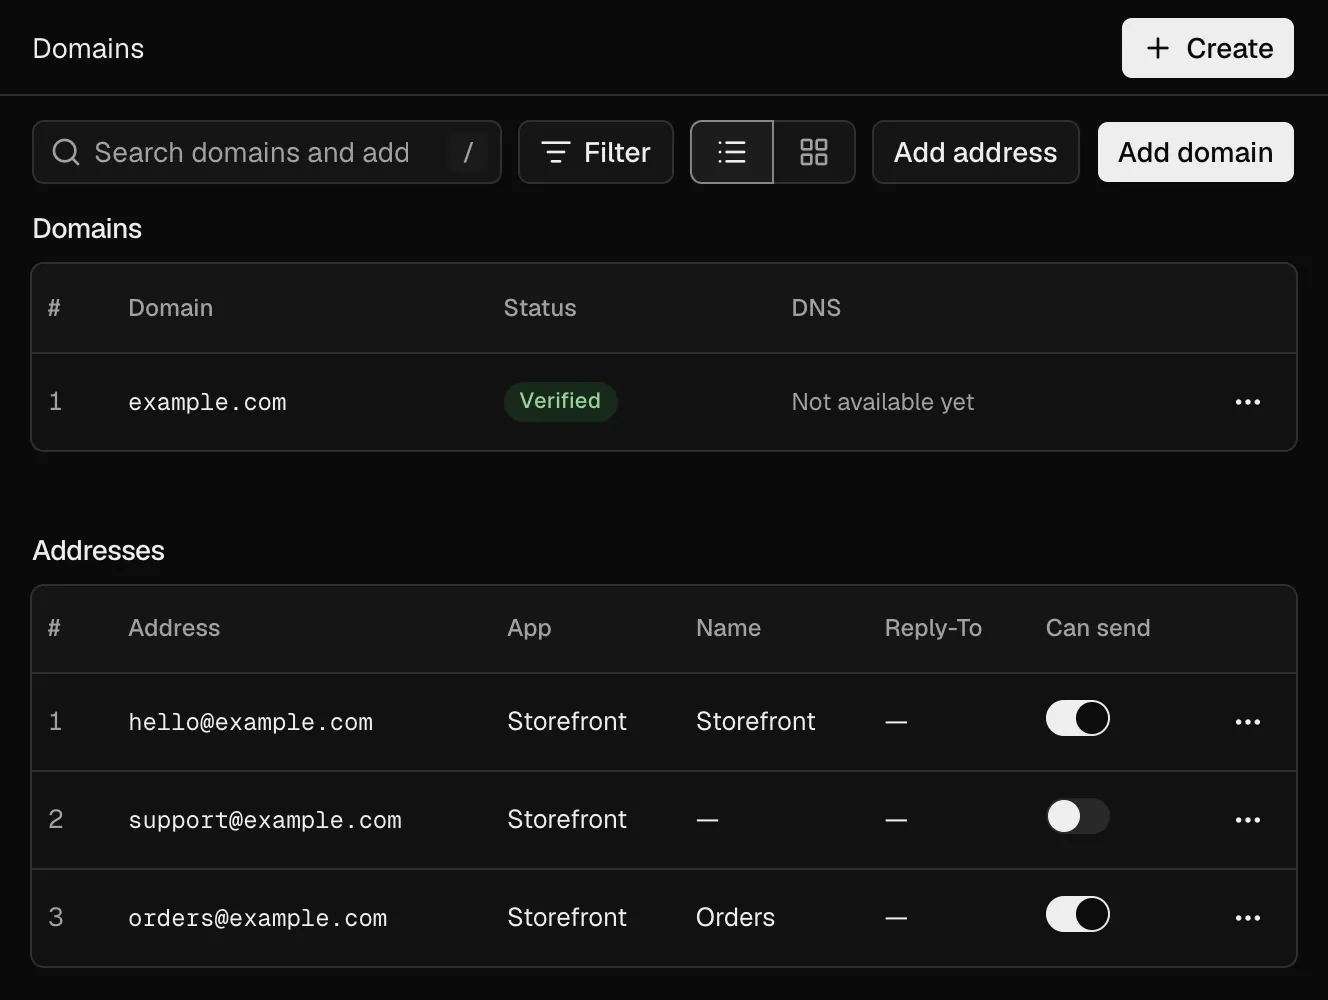 Domains
+ Create
Search domains and add /
Filter
Add address
Add domain
Domains
# Domain Status DNS
1 example.com Verified Not available yet
Addresses
# Address App Name Reply-To Can send
1 hello@example.com Storefront Storefront —
2 support@example.com Storefront — —
3 orders@example.com Storefront Orders —